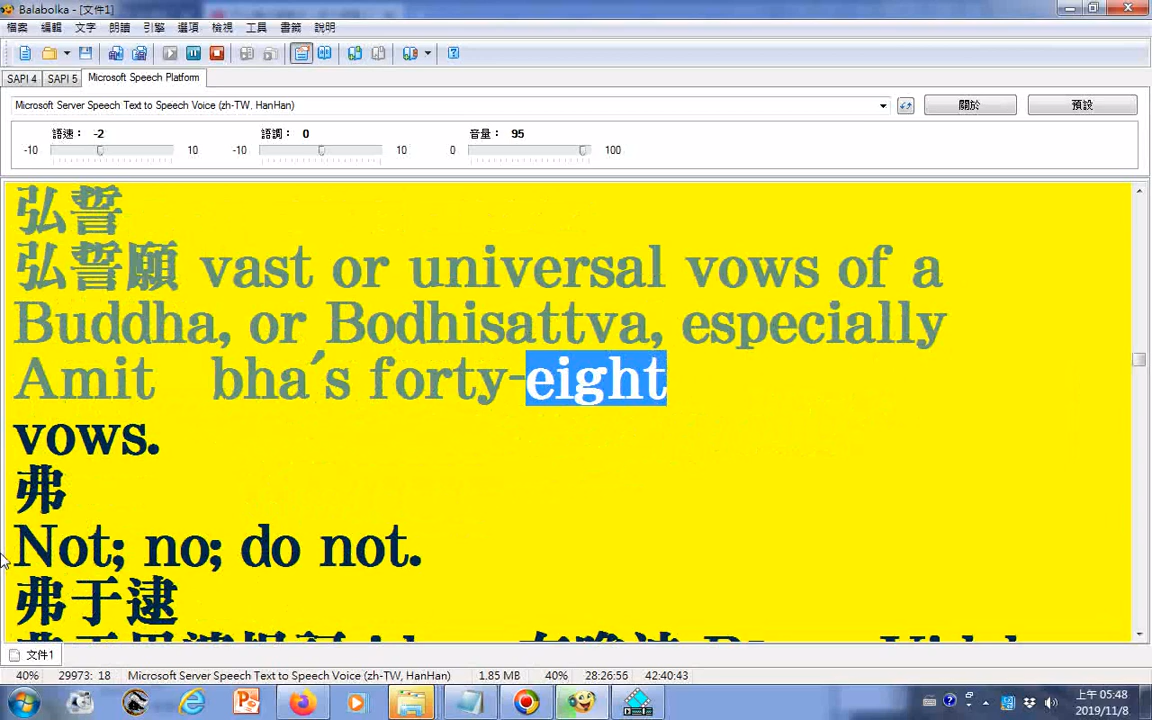 Balabolka - [文件1]
檔案 編輯 文字 朗讀 引擎 選項 檢視 工具 書籤 說明
SAPI 4 SAPI 5 Microsoft Speech Platform
Microsoft Server Speech Text to Speech Voice (zh-TW, HanHan) 關於 預設
語速： -2 語調： 0 音量： 95
-10 10 -10 10 0 100
弘誓
弘誓願 vast or universal vows of a
Buddha, or Bodhisattva, especially
Amit bha´s forty-eight
vows.
弗
Not; no; do not.
弗于逮
文件1
40% 29973: 18 Microsoft Server Speech Text to Speech Voice (zh-TW, HanHan) 1.85 MB 40% 28:26:56 42:40:43
上午 05:48
2019/11/8